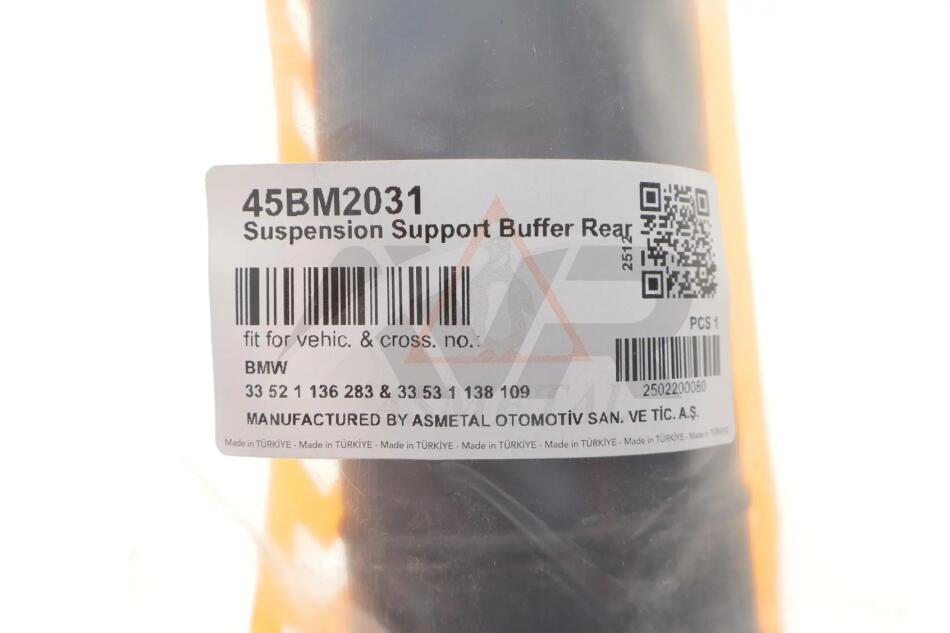 45BM2031
Suspension Support Buffer Rear
2512
fit for vehic. & cross. no.:
PCS 1
BMW
33 52 1 136 283 & 33 53 1 138 109
2502200080
MANUFACTURED BY ASMETAL OTOMOTİV SAN. VE TİC. A.Ş.
Made in TÜRKİYE - Made in TÜRKİYE - Made in TÜRKİYE - Made in TÜRKİYE - Made in TÜRKİYE - Made in TÜRKİYE - Made in TÜRKİYE
ASMETAL